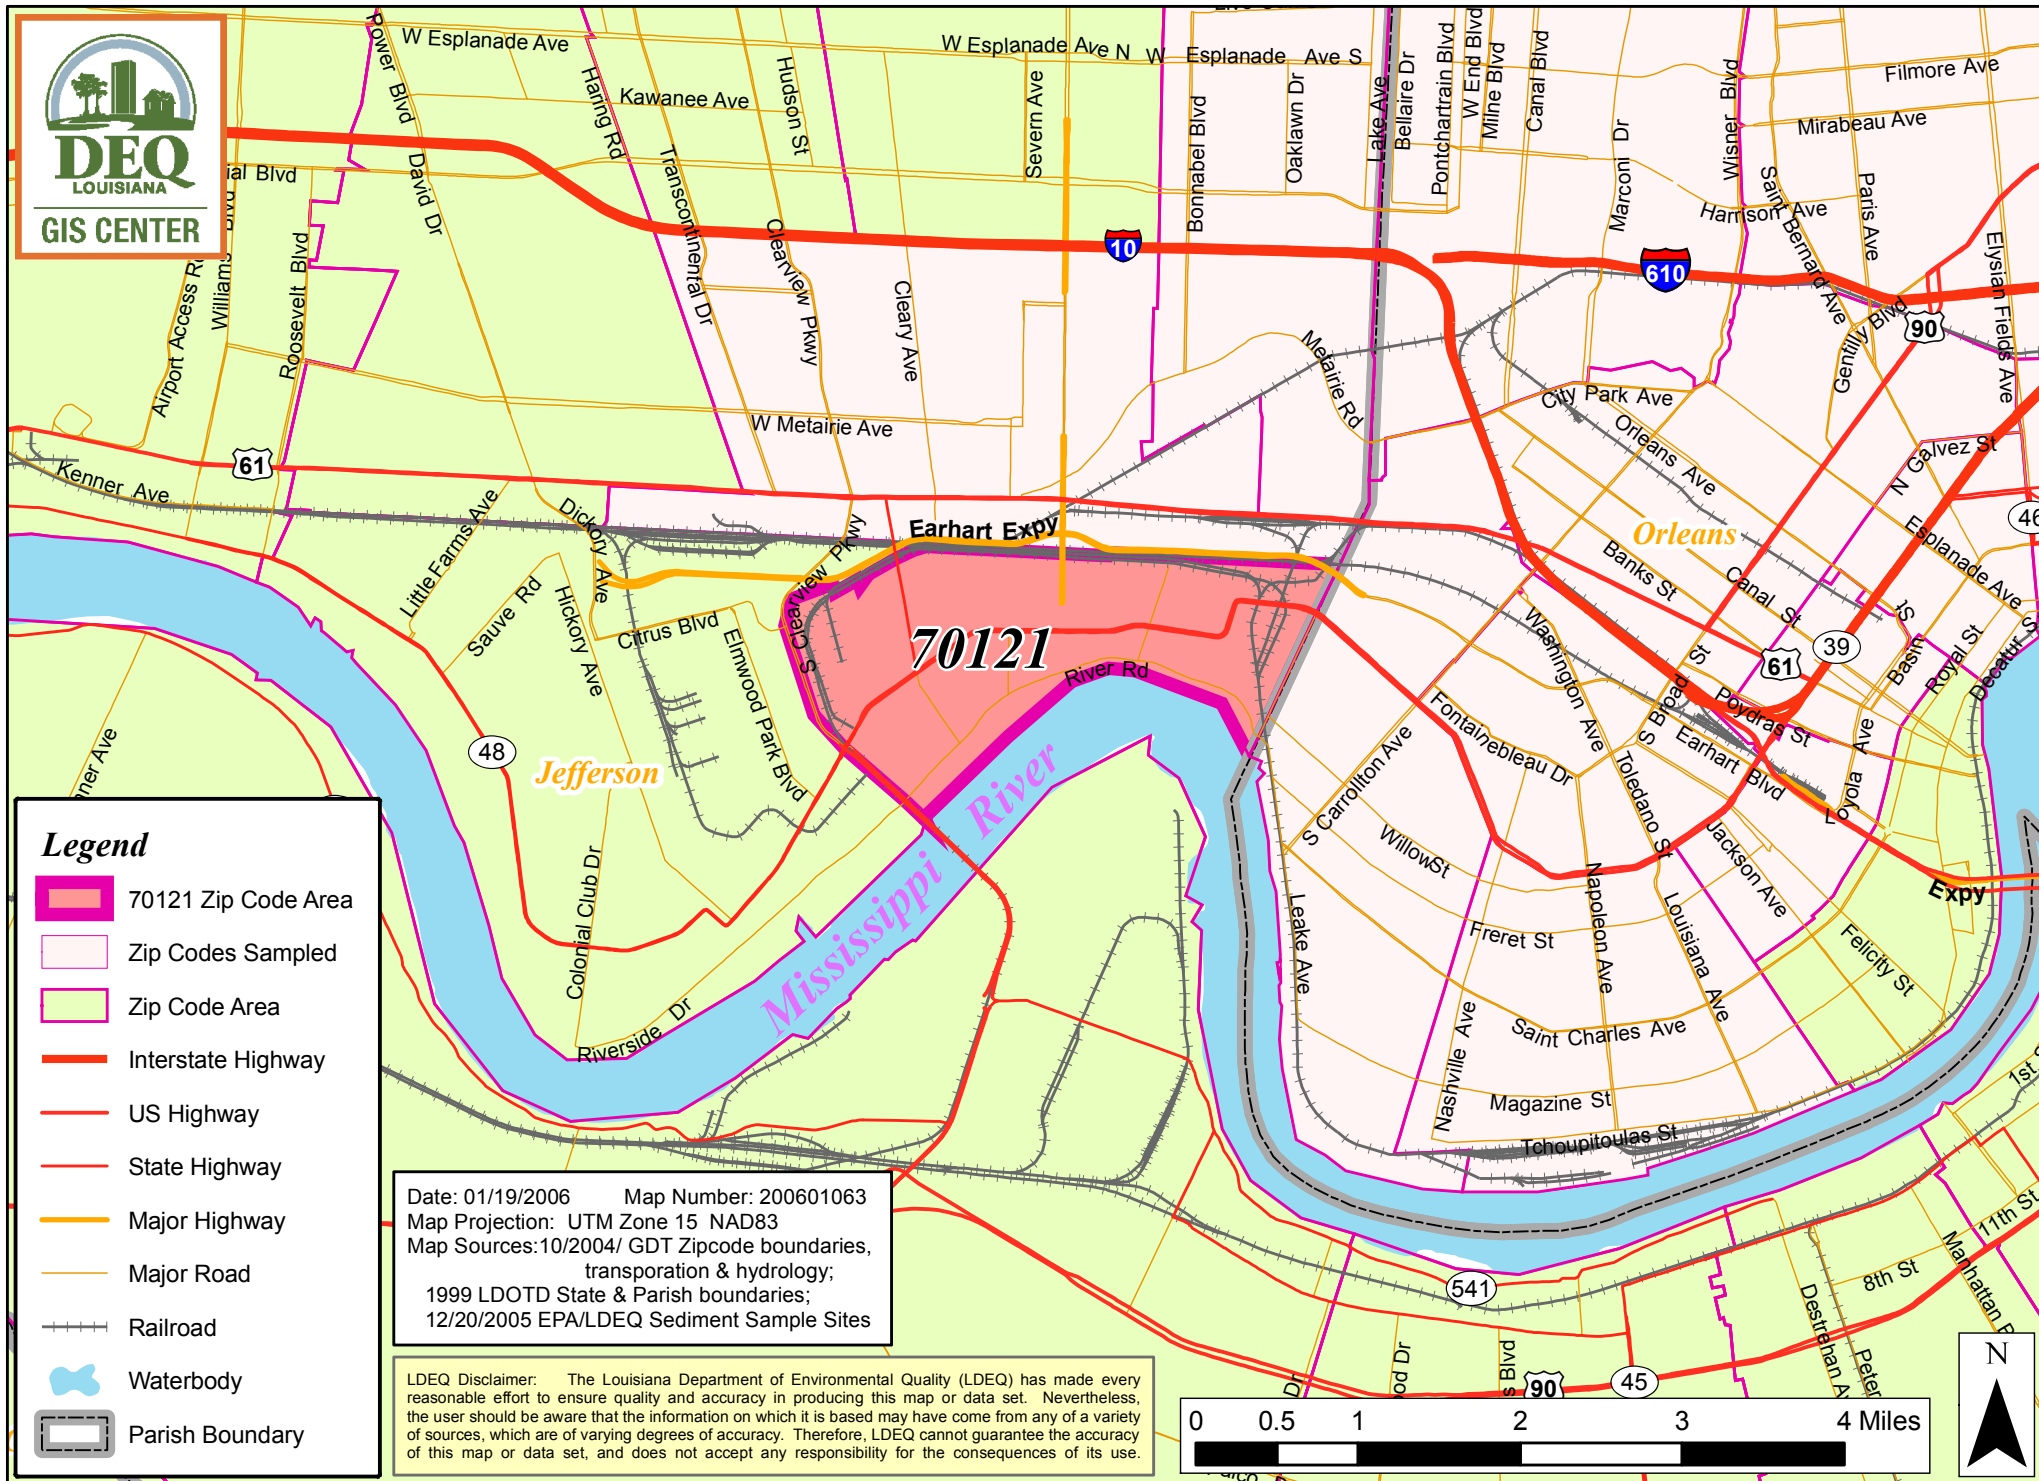 DEQ
LOUISIANA
GIS CENTER
W Esplanade Ave
W Esplanade Ave N
W Esplanade Ave S
Power Blvd
Haring Rd
Hudson St
Kawanee Ave
Severn Ave
Bonnabel Blvd
Oaklawn Dr
Lake Ave
Bellaire Dr
Pontchartrain Blvd
W End Blvd
Milne Blvd
Canal Blvd
Marconi Dr
Wisner Blvd
Filmore Ave
Mirabeau Ave
Harrison Ave
Saint Bernard Ave
Paris Ave
Elysian Fields Ave
Gentilly Blvd
ial Blvd
David Dr
Transcontinental Dr
Clearview Pkwy
Cleary Ave
10
610
90
Airport Access Rd
Williams Blvd
Roosevelt Blvd
Metairie Rd
City Park Ave
Orleans Ave
N Galvez St
W Metairie Ave
61
Kenner Ave
Little Farms Ave
Dickory Ave
Earhart Expy
Orleans
46
Esplanade Ave
Banks St
Canal St
Sauve Rd
Hickory Ave
Citrus Blvd
Elmwood Park Blvd
S Clearview Pkwy
70121
River Rd
Washington Ave
S Broad St
61
39
Basin St
Royal St
Decatur S
Poydras St
48
Jefferson
Fontainebleau Dr
S Carrollton Ave
Toledano St
Earhart Blvd
Loyola Ave
ner Ave
Mississippi River
Willow St
Jackson Ave
Expy
Colonial Club Dr
Leake Ave
Freret St
Napoleon Ave
Louisiana Ave
Felicity St
Riverside Dr
Nashville Ave
Saint Charles Ave
Magazine St
Tchoupitoulas St
1st
11th St
8th St
Manhattan
Destrehan
Peter
541
ood Dr
s Blvd
Dr
90
45
Legend
70121 Zip Code Area
Zip Codes Sampled
Zip Code Area
Interstate Highway
US Highway
State Highway
Major Highway
Major Road
Railroad
Waterbody
Parish Boundary
Date: 01/19/2006 Map Number: 200601063
Map Projection: UTM Zone 15 NAD83
Map Sources:10/2004/ GDT Zipcode boundaries,
transporation & hydrology;
1999 LDOTD State & Parish boundaries;
12/20/2005 EPA/LDEQ Sediment Sample Sites
LDEQ Disclaimer: The Louisiana Department of Environmental Quality (LDEQ) has made every
reasonable effort to ensure quality and accuracy in producing this map or data set. Nevertheless,
the user should be aware that the information on which it is based may have come from any of a variety
of sources, which are of varying degrees of accuracy. Therefore, LDEQ cannot guarantee the accuracy
of this map or data set, and does not accept any responsibility for the consequences of its use.
0 0.5 1 2 3 4 Miles
N